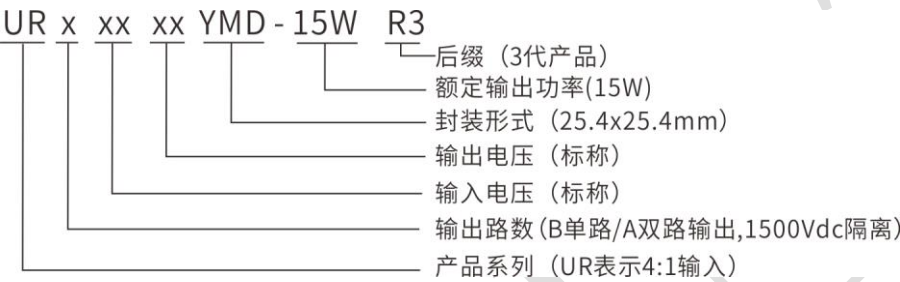 UR x xx xx YMD - 15W R3
后缀（3代产品）
额定输出功率(15W)
封装形式（25.4x25.4mm）
输出电压（标称）
输入电压（标称）
输出路数(B单路/A双路输出,1500Vdc隔离)
产品系列（UR表示4:1输入）